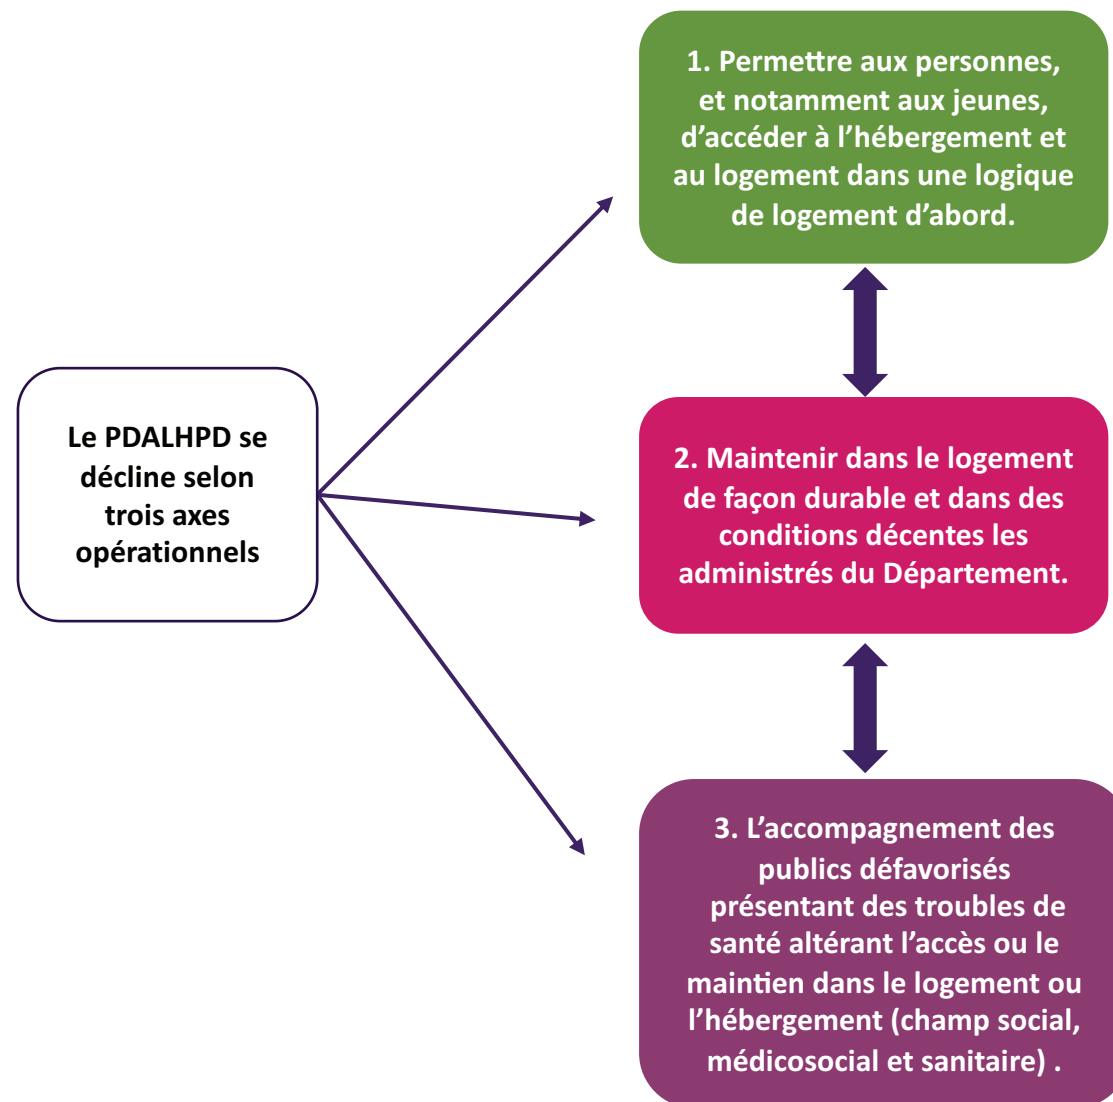 1. Permettre aux personnes,
et notamment aux jeunes,
d’accéder à l’hébergement et
au logement dans une logique
de logement d’abord.
Le PDALHPD se
décline selon
trois axes
opérationnels
2. Maintenir dans le logement
de façon durable et dans des
conditions décentes les
administrés du Département.
3. L’accompagnement des
publics défavorisés
présentant des troubles de
santé altérant l’accès ou le
maintien dans le logement ou
l’hébergement (champ social,
médicosocial et sanitaire) .